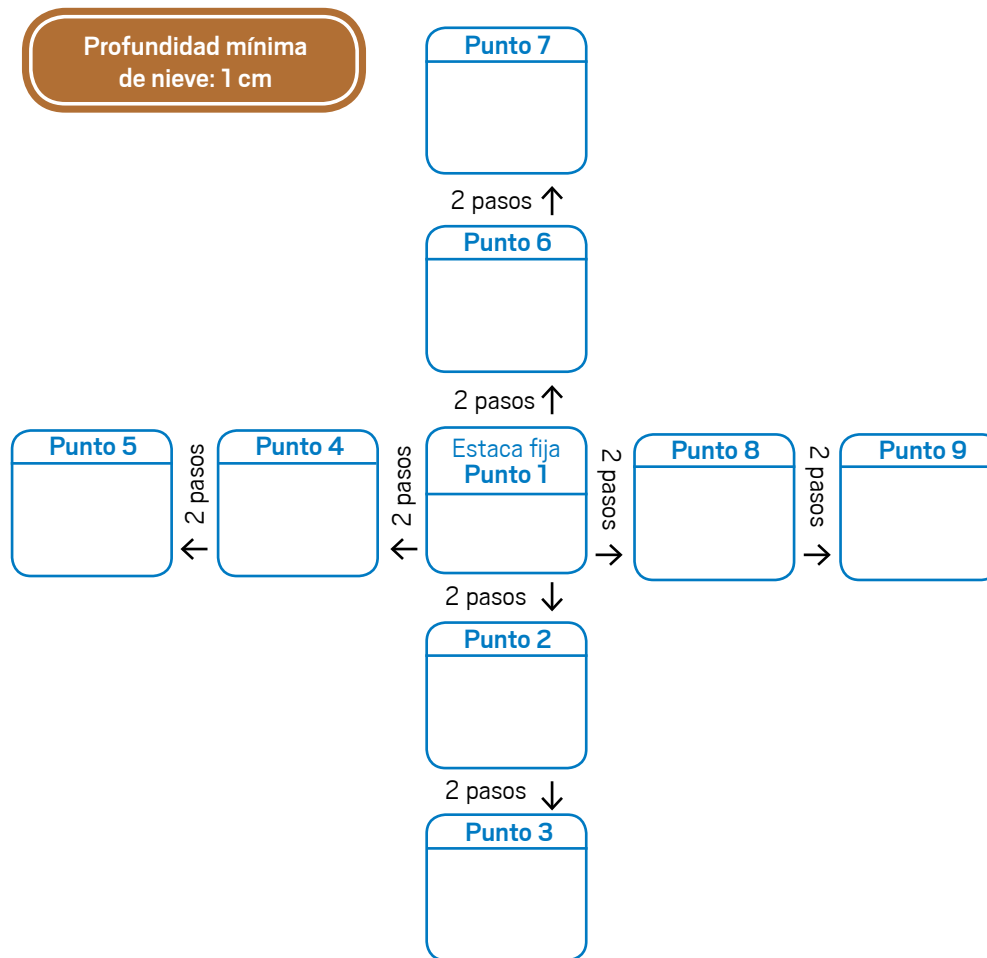 Profundidad mínima
de nieve: 1 cm
Punto 7
2 pasos
Punto 6
2 pasos
Punto 5
2 pasos
Punto 4
2 pasos
Estaca fija
Punto 1
2 pasos
Punto 8
2 pasos
Punto 9
2 pasos
Punto 2
2 pasos
Punto 3